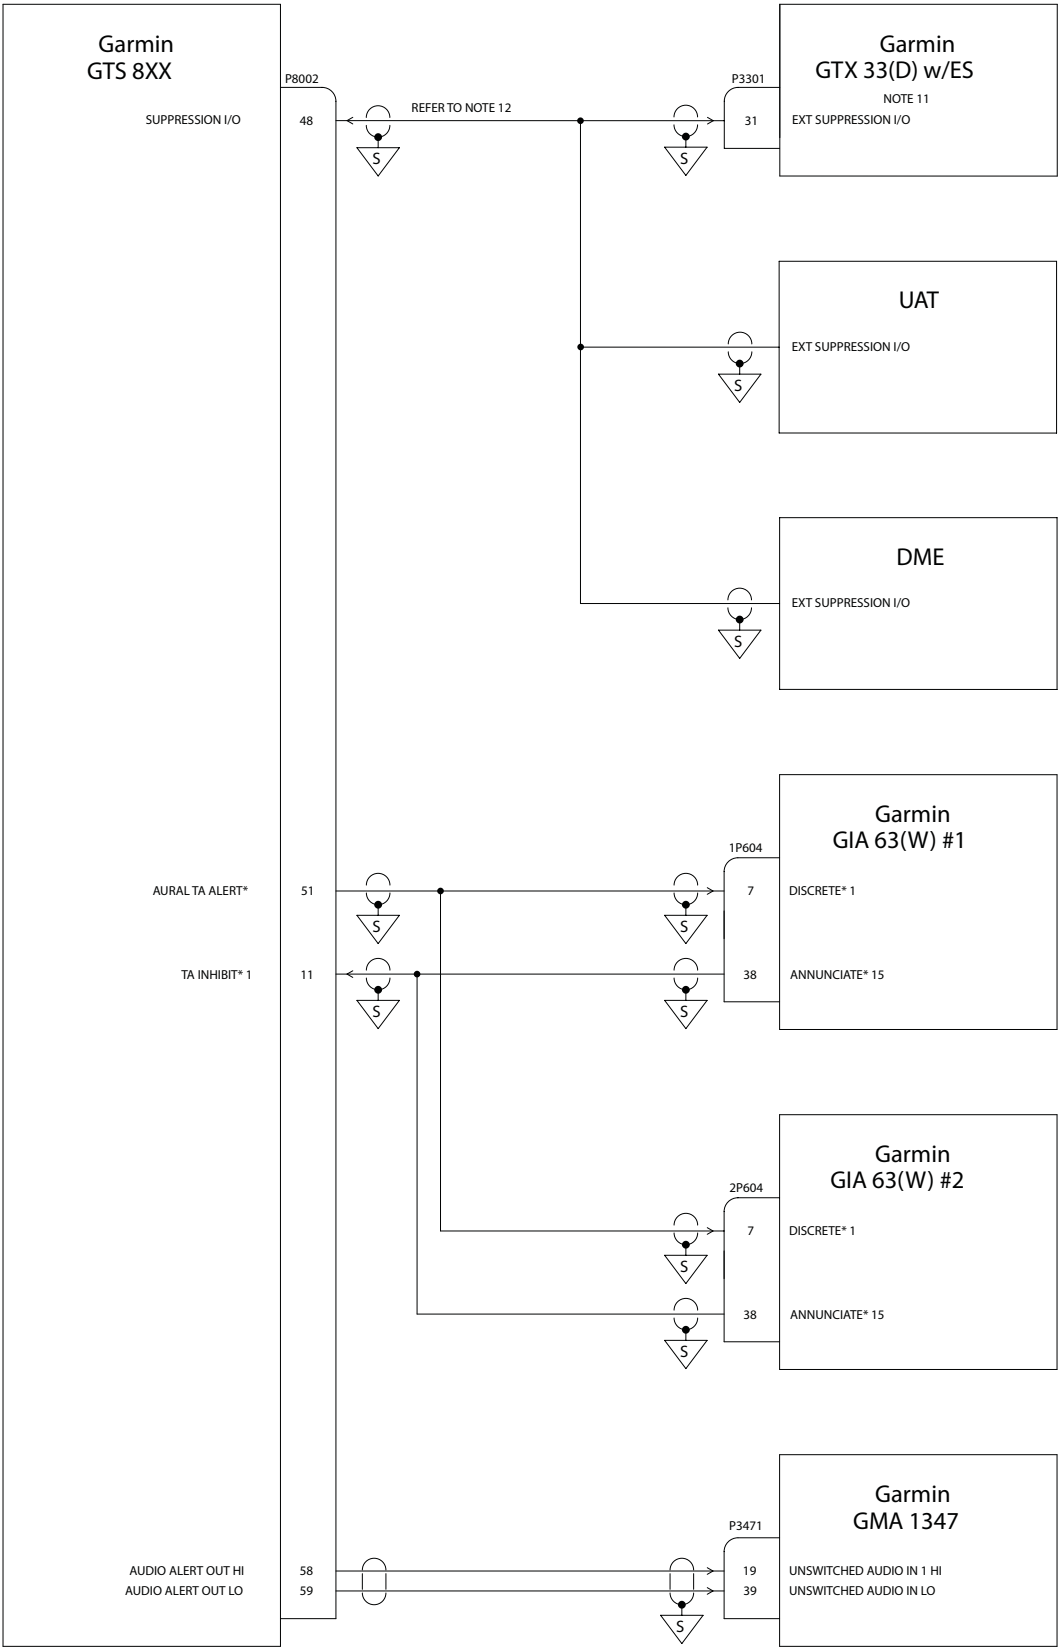 Garmin
GTS 8XX
P8002
SUPPRESSION I/O
48
S
REFER TO NOTE 12
S
P3301
31
Garmin
GTX 33(D) w/ES
NOTE 11
EXT SUPPRESSION I/O
UAT
EXT SUPPRESSION I/O
S
DME
EXT SUPPRESSION I/O
S
Garmin
GIA 63(W) #1
1P604
AURAL TA ALERT*
51
S
S
7
DISCRETE* 1
TA INHIBIT* 1
11
S
S
38
ANNUNCIATE* 15
Garmin
GIA 63(W) #2
2P604
7
DISCRETE* 1
S
38
ANNUNCIATE* 15
S
Garmin
GMA 1347
P3471
AUDIO ALERT OUT HI
58
19
UNSWITCHED AUDIO IN 1 HI
AUDIO ALERT OUT LO
59
39
UNSWITCHED AUDIO IN LO
S